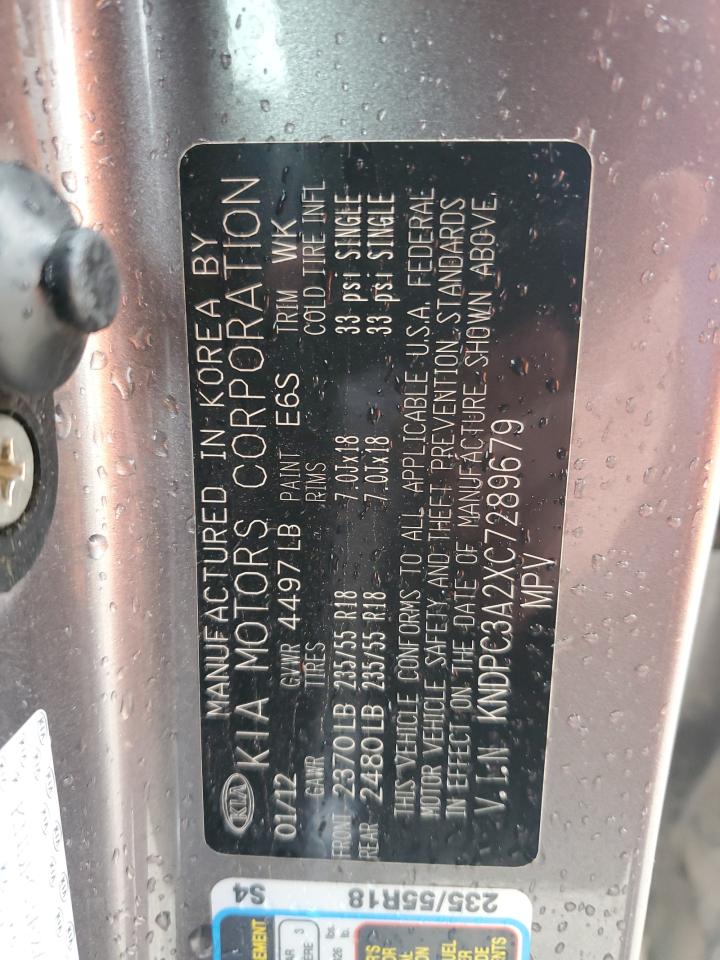 MANUFACTURED IN KOREA BY
KIA KIA MOTORS CORPORATION
01/12 GVWR 4497 LB PAINT E6S TRIM WK
GAWR TIRES RIMS COLD TIRE INFL
FRONT 2370LB 235/55 R18 7.0Jx18 33 psi SINGLE
REAR 2480LB 235/55 R18 7.0Jx18 33 psi SINGLE
THIS VEHICLE CONFORMS TO ALL APPLICABLE U.S.A. FEDERAL
MOTOR VEHICLE SAFETY AND THEFT PREVENTION STANDARDS
IN EFFECT ON THE DATE OF MANUFACTURE SHOWN ABOVE.
V.I.N KNDPC3A2XC7289679
MPV
235/55R18 S4